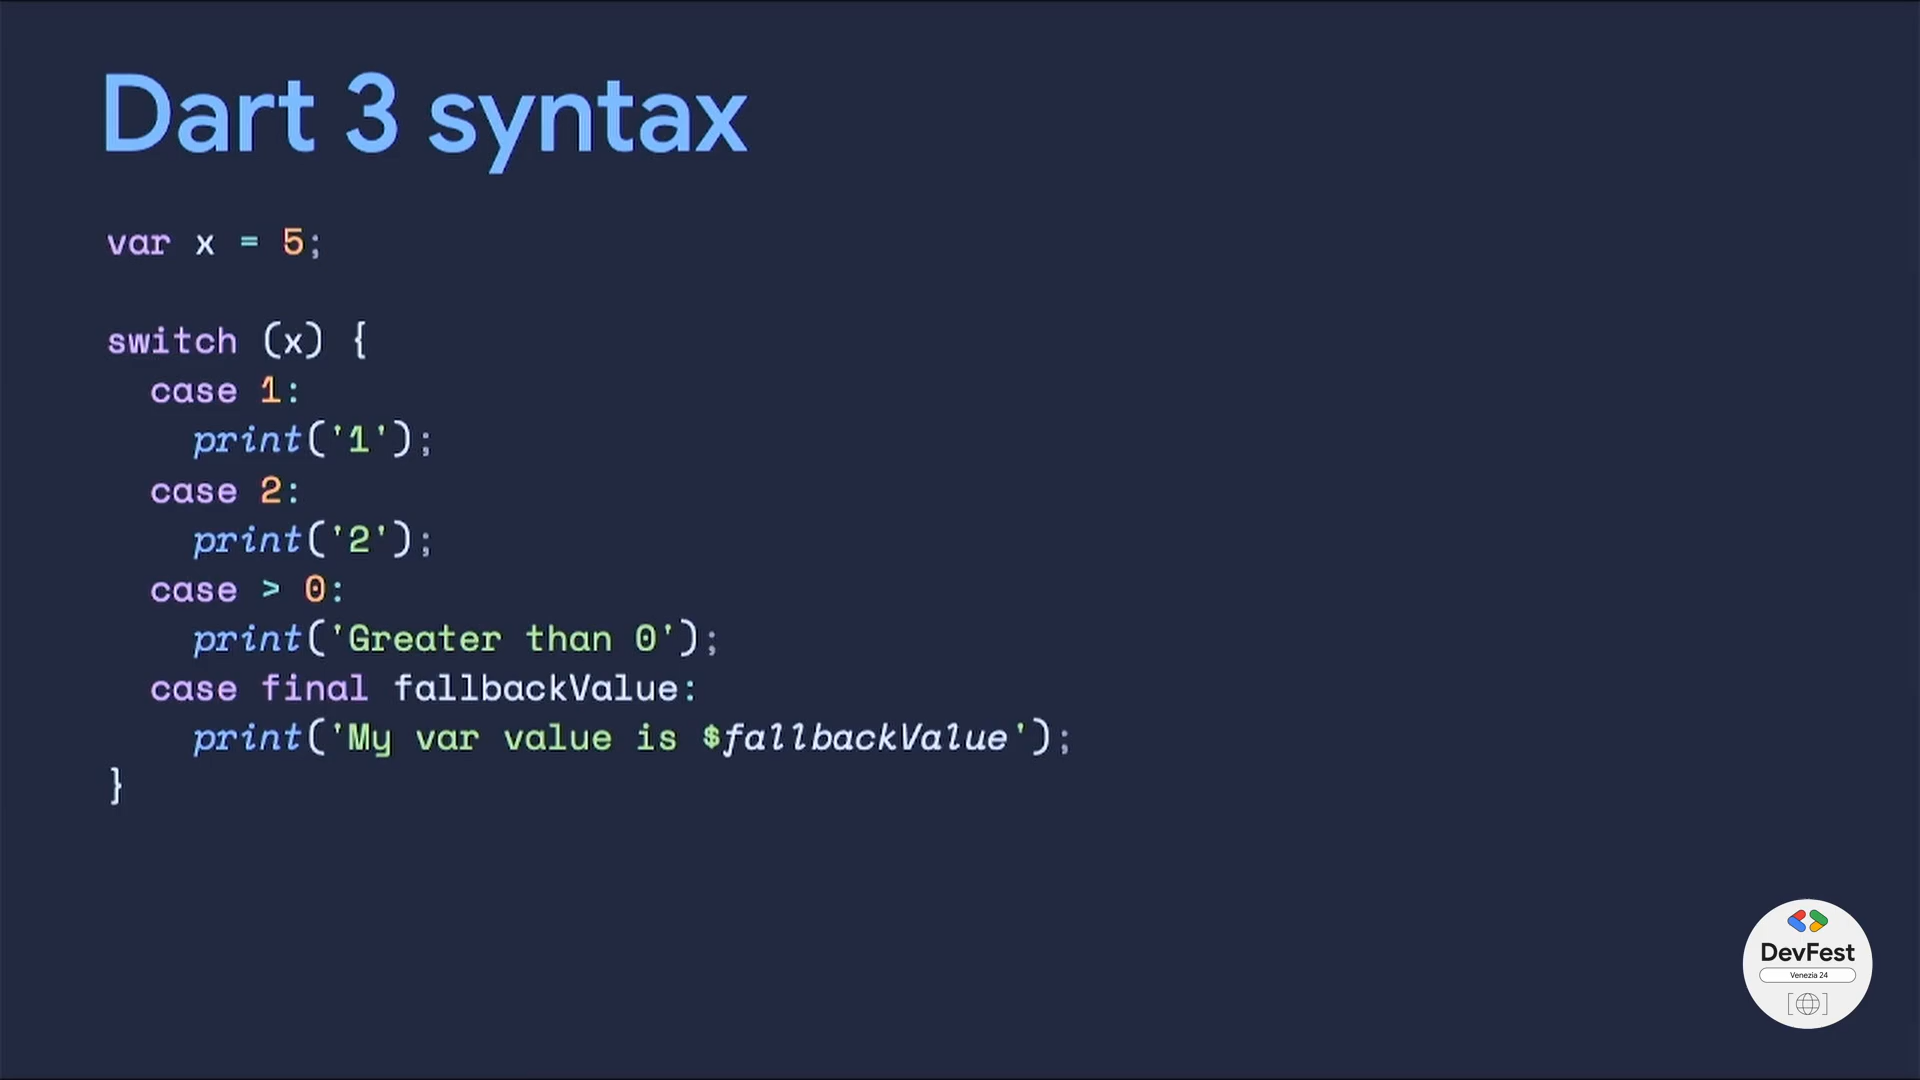 Dart 3 syntax
var x = 5;
switch (x) {
  case 1:
    print('1');
  case 2:
    print('2');
  case > 0:
    print('Greater than 0');
  case final fallbackValue:
    print('My var value is $fallbackValue');
}
DevFest
Venezia 24